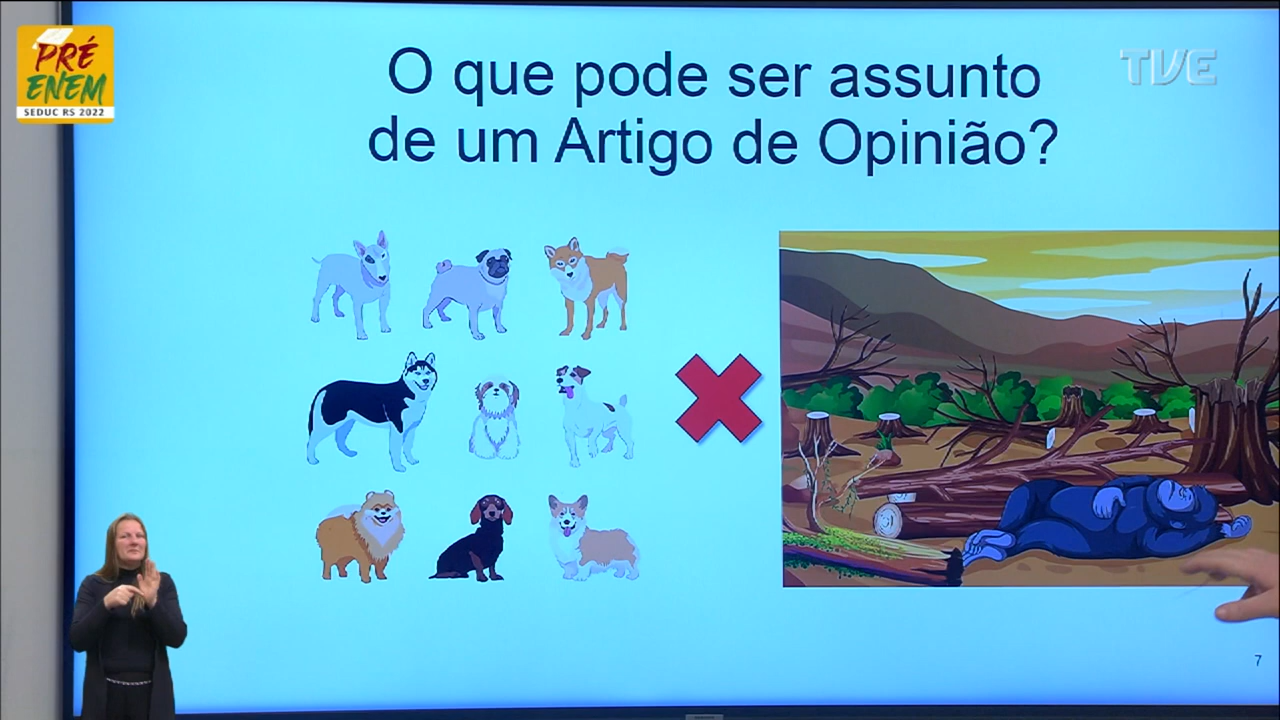 PRÉ
ENEM
SEDUC RS 2022
TVE
O que pode ser assunto
de um Artigo de Opinião?
7